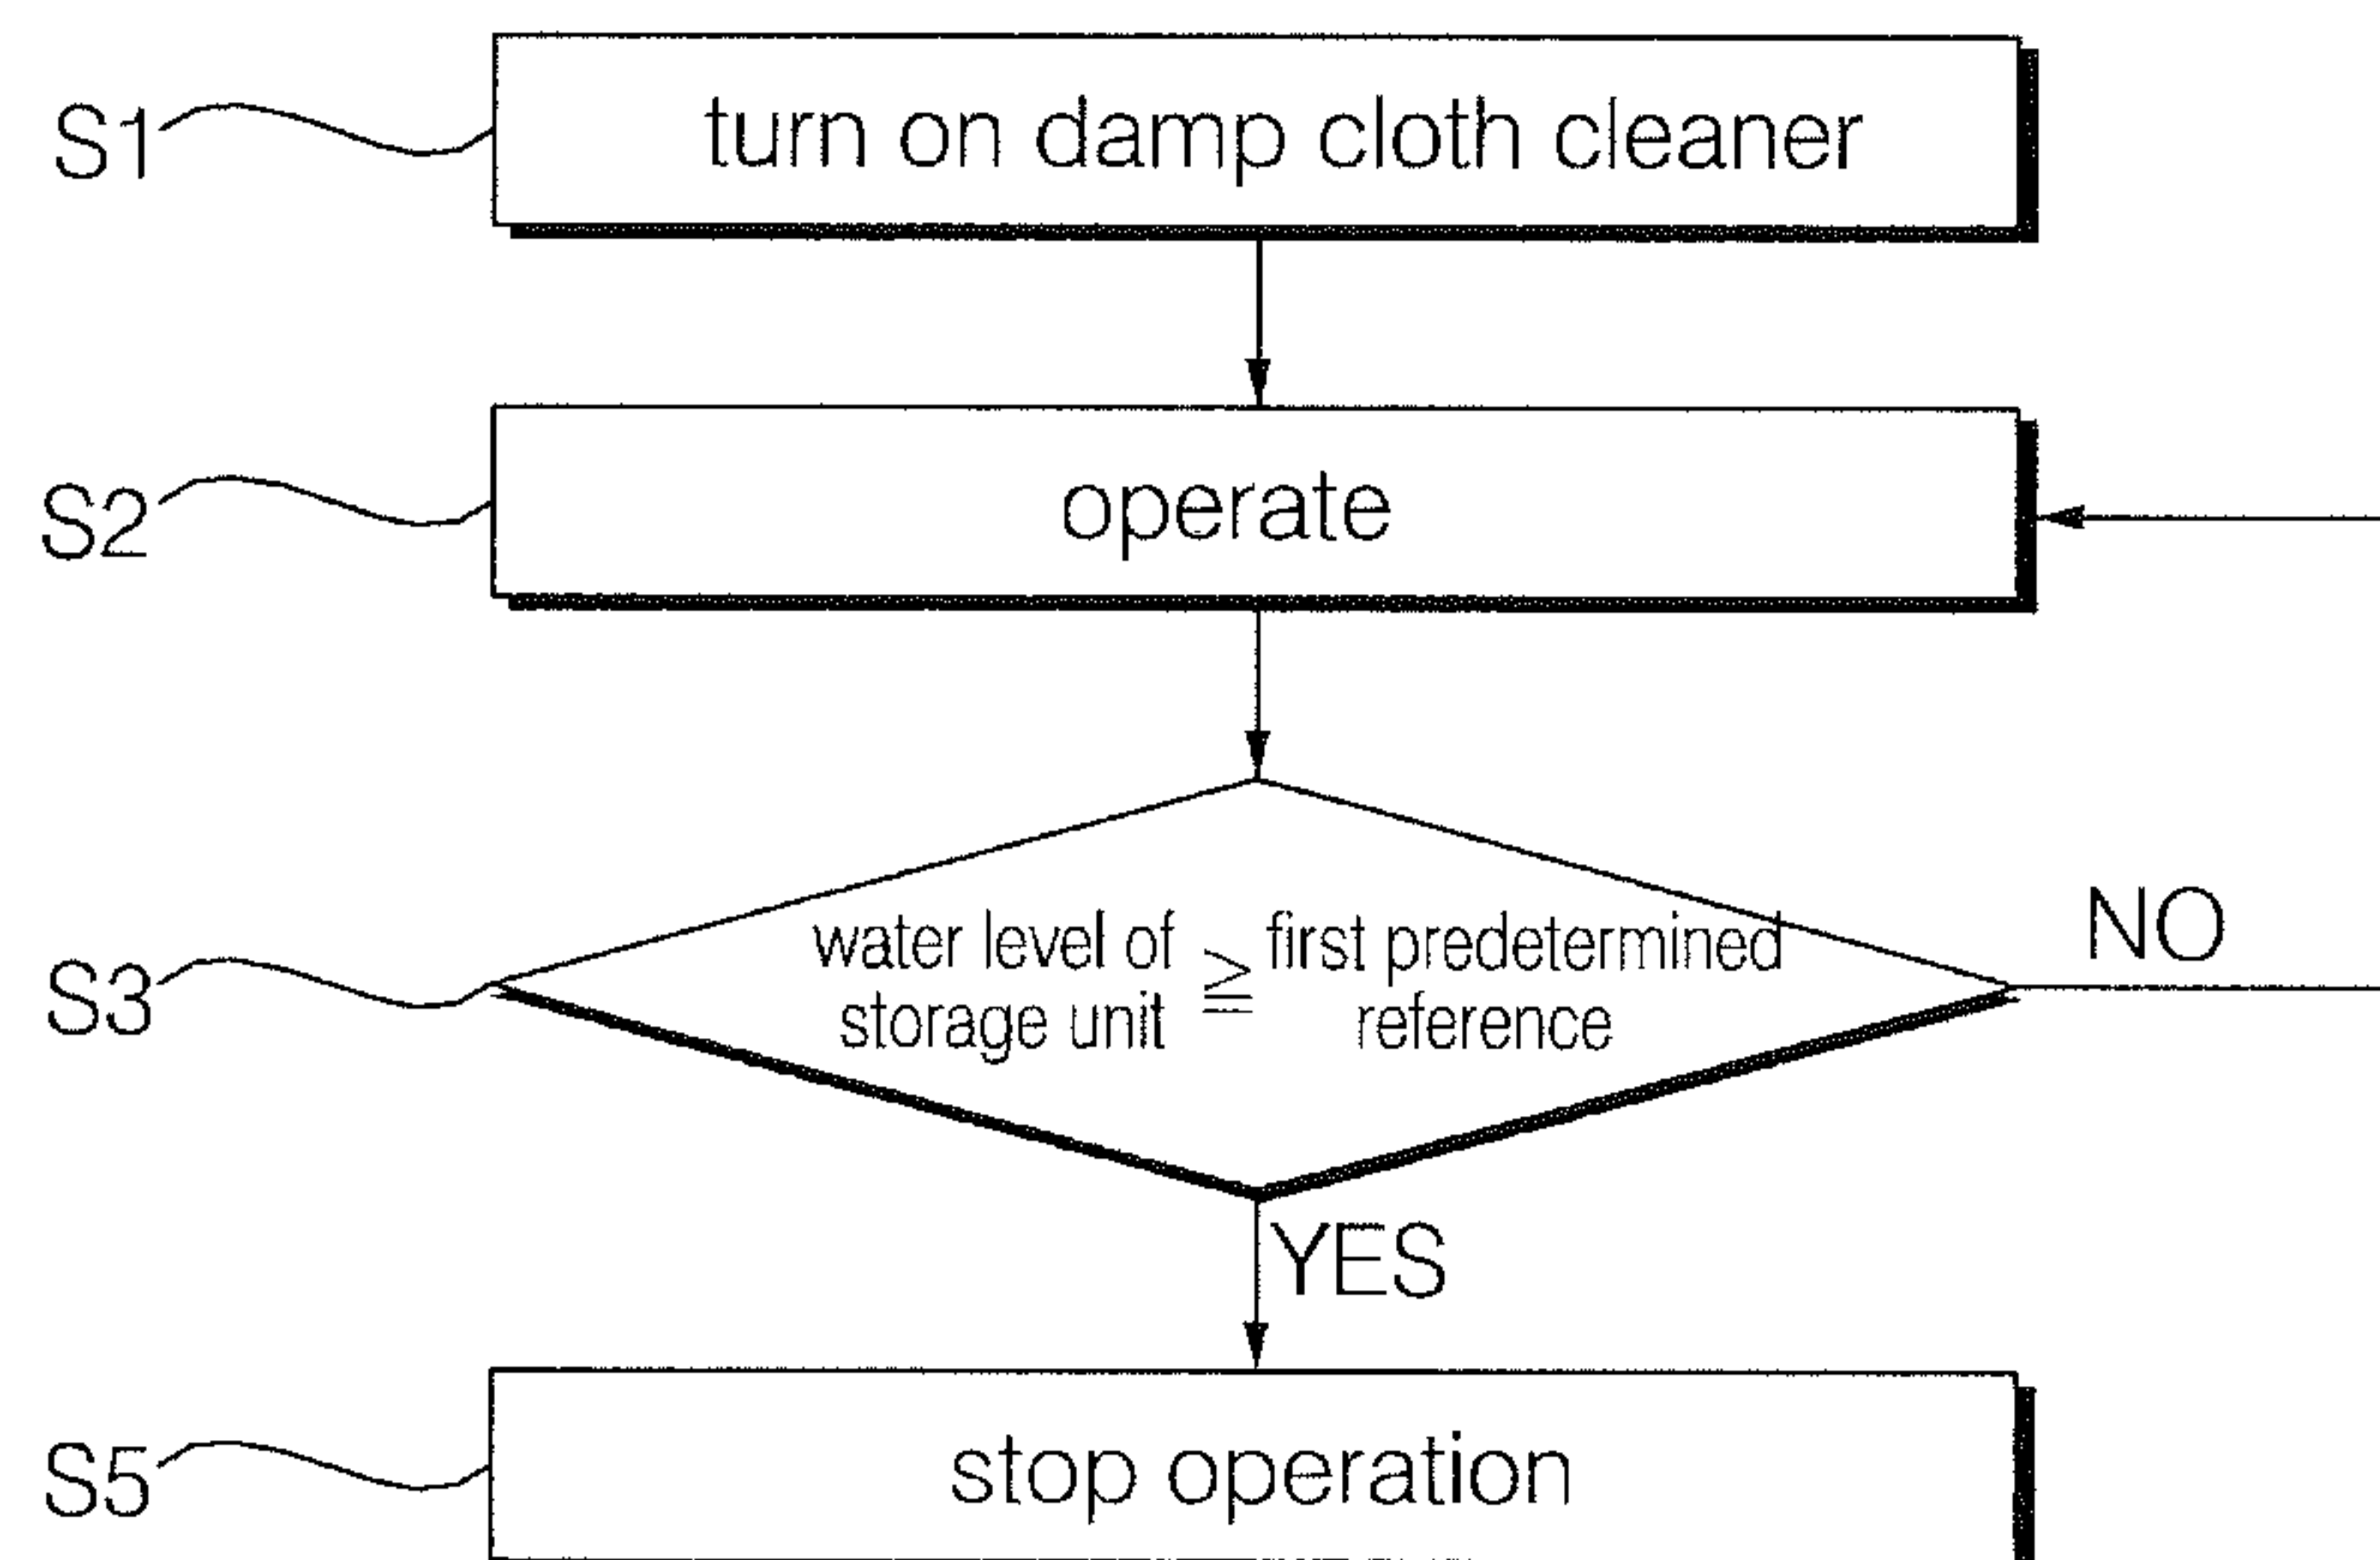 S1
turn on damp cloth cleaner
S2
operate
S3
water level of ≧ first predetermined
storage unit reference
NO
YES
S5
stop operation